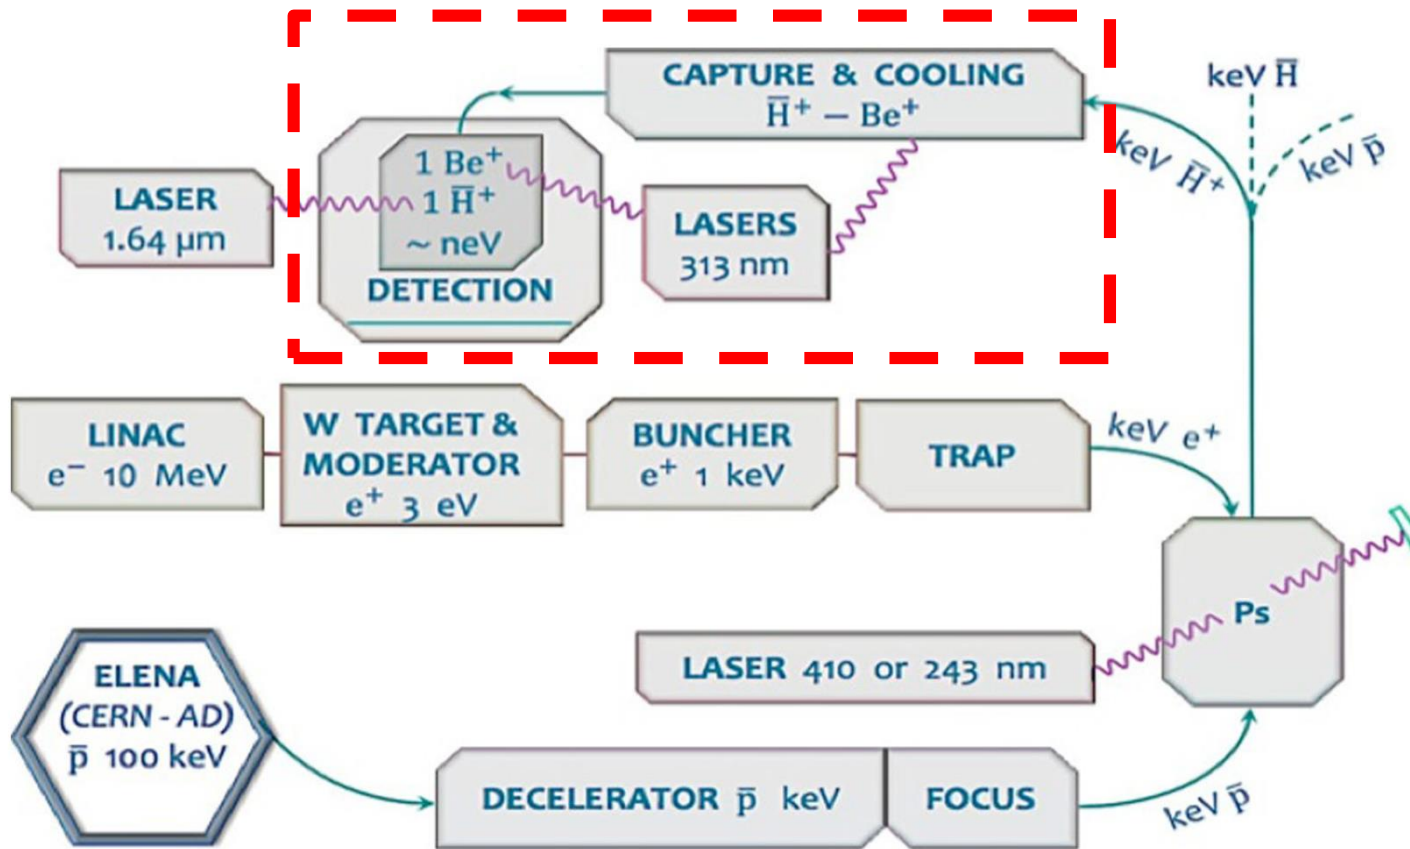 CAPTURE & COOLING
H̅⁺ – Be⁺
keV H̅
keV p̅
keV H̅⁺
1 Be⁺
1 H̅⁺
~ neV
DETECTION
LASER
1.64 µm
LASERS
313 nm
LINAC
e⁻ 10 MeV
W TARGET &
MODERATOR
e⁺ 3 eV
BUNCHER
e⁺ 1 keV
TRAP
keV e⁺
Ps
LASER 410 or 243 nm
ELENA
(CERN - AD)
p̅ 100 keV
DECELERATOR p̅ keV
FOCUS
keV p̅